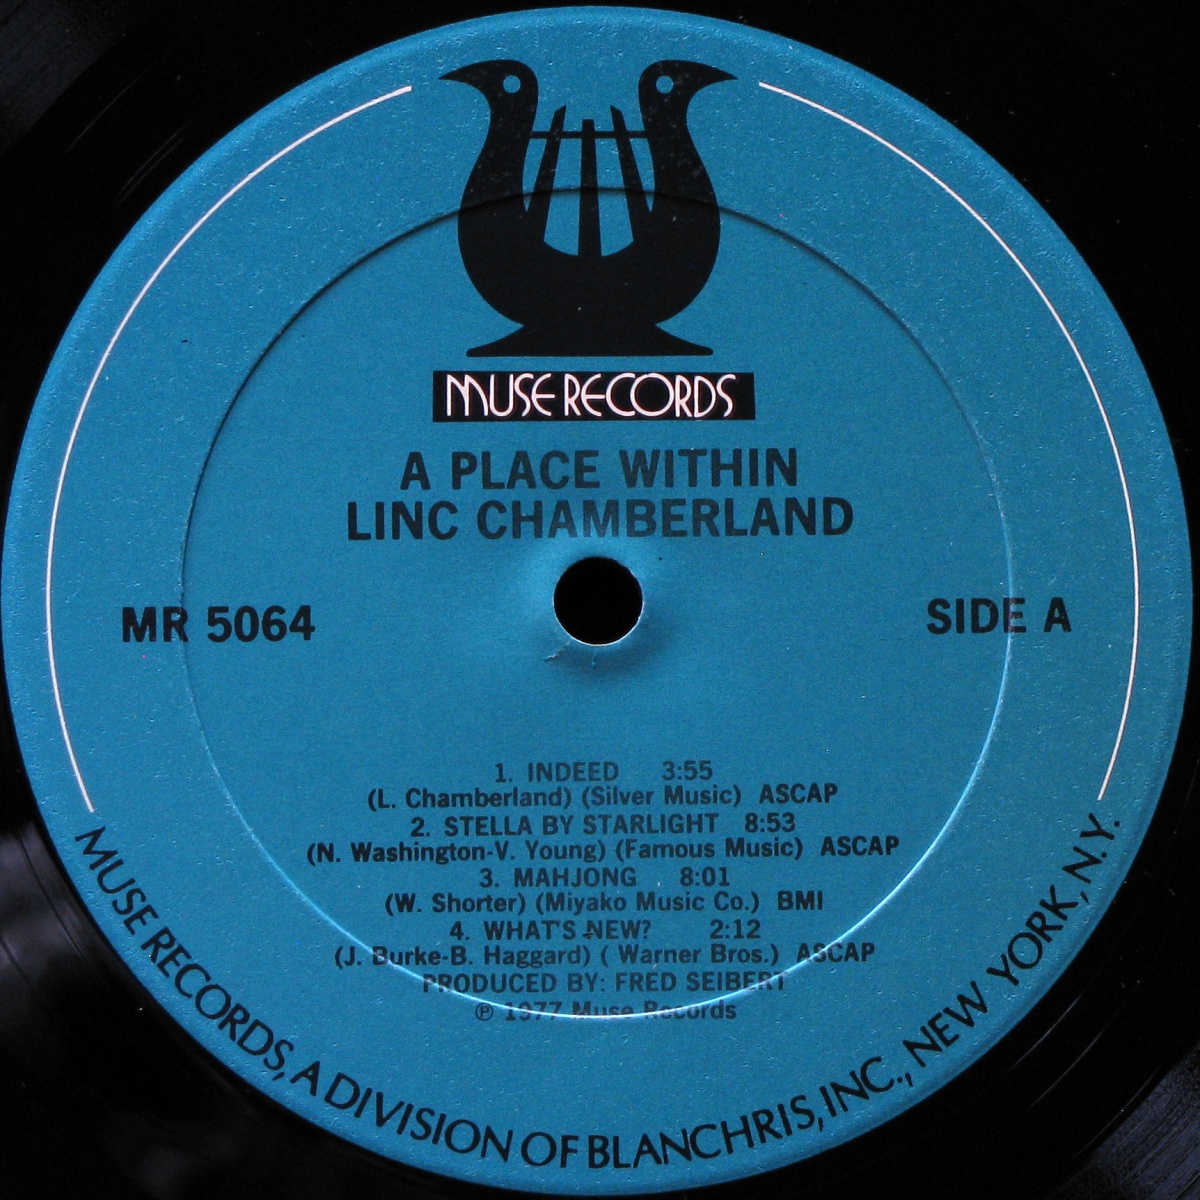 MUSE RECORDS
A PLACE WITHIN
LINC CHAMBERLAND
MR 5064
SIDE A
1. INDEED 3:55
(L. Chamberland) (Silver Music) ASCAP
2. STELLA BY STARLIGHT 8:53
(N. Washington-V. Young) (Famous Music) ASCAP
3. MAHJONG 8:01
(W. Shorter) (Miyako Music Co.) BMI
4. WHAT'S NEW? 2:12
(J. Burke-B. Haggard) ( Warner Bros.) ASCAP
PRODUCED BY: FRED SEIBERT
℗ 1977 Muse Records
MUSE RECORDS, A DIVISION OF BLANCHRIS, INC., NEW YORK, N.Y.